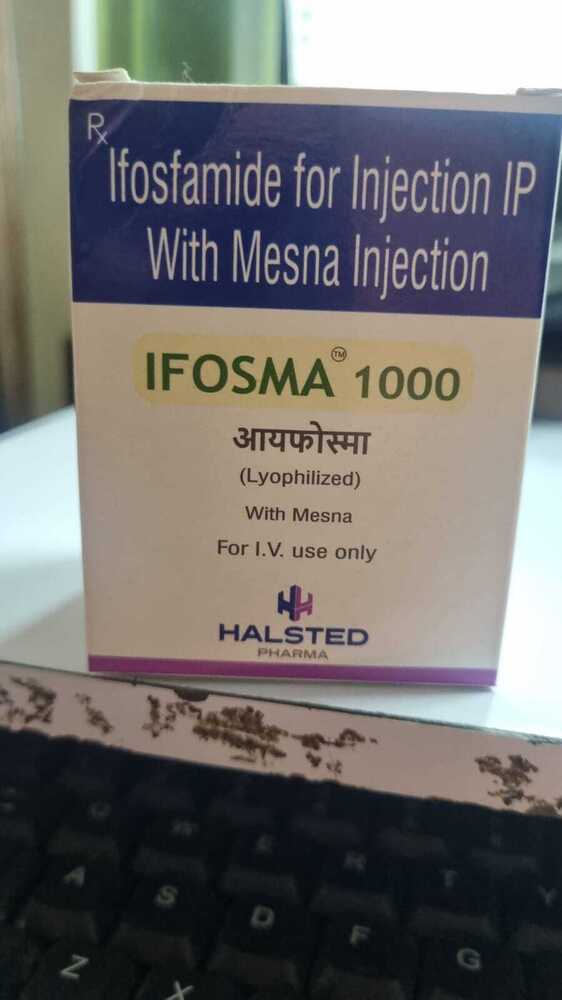 Rx
Ifosfamide for Injection IP
With Mesna Injection
IFOSMA™ 1000
आयफोस्मा
(Lyophilized)
With Mesna
For I.V. use only
HALSTED
PHARMA
E R T Y
A S D F G
Z X